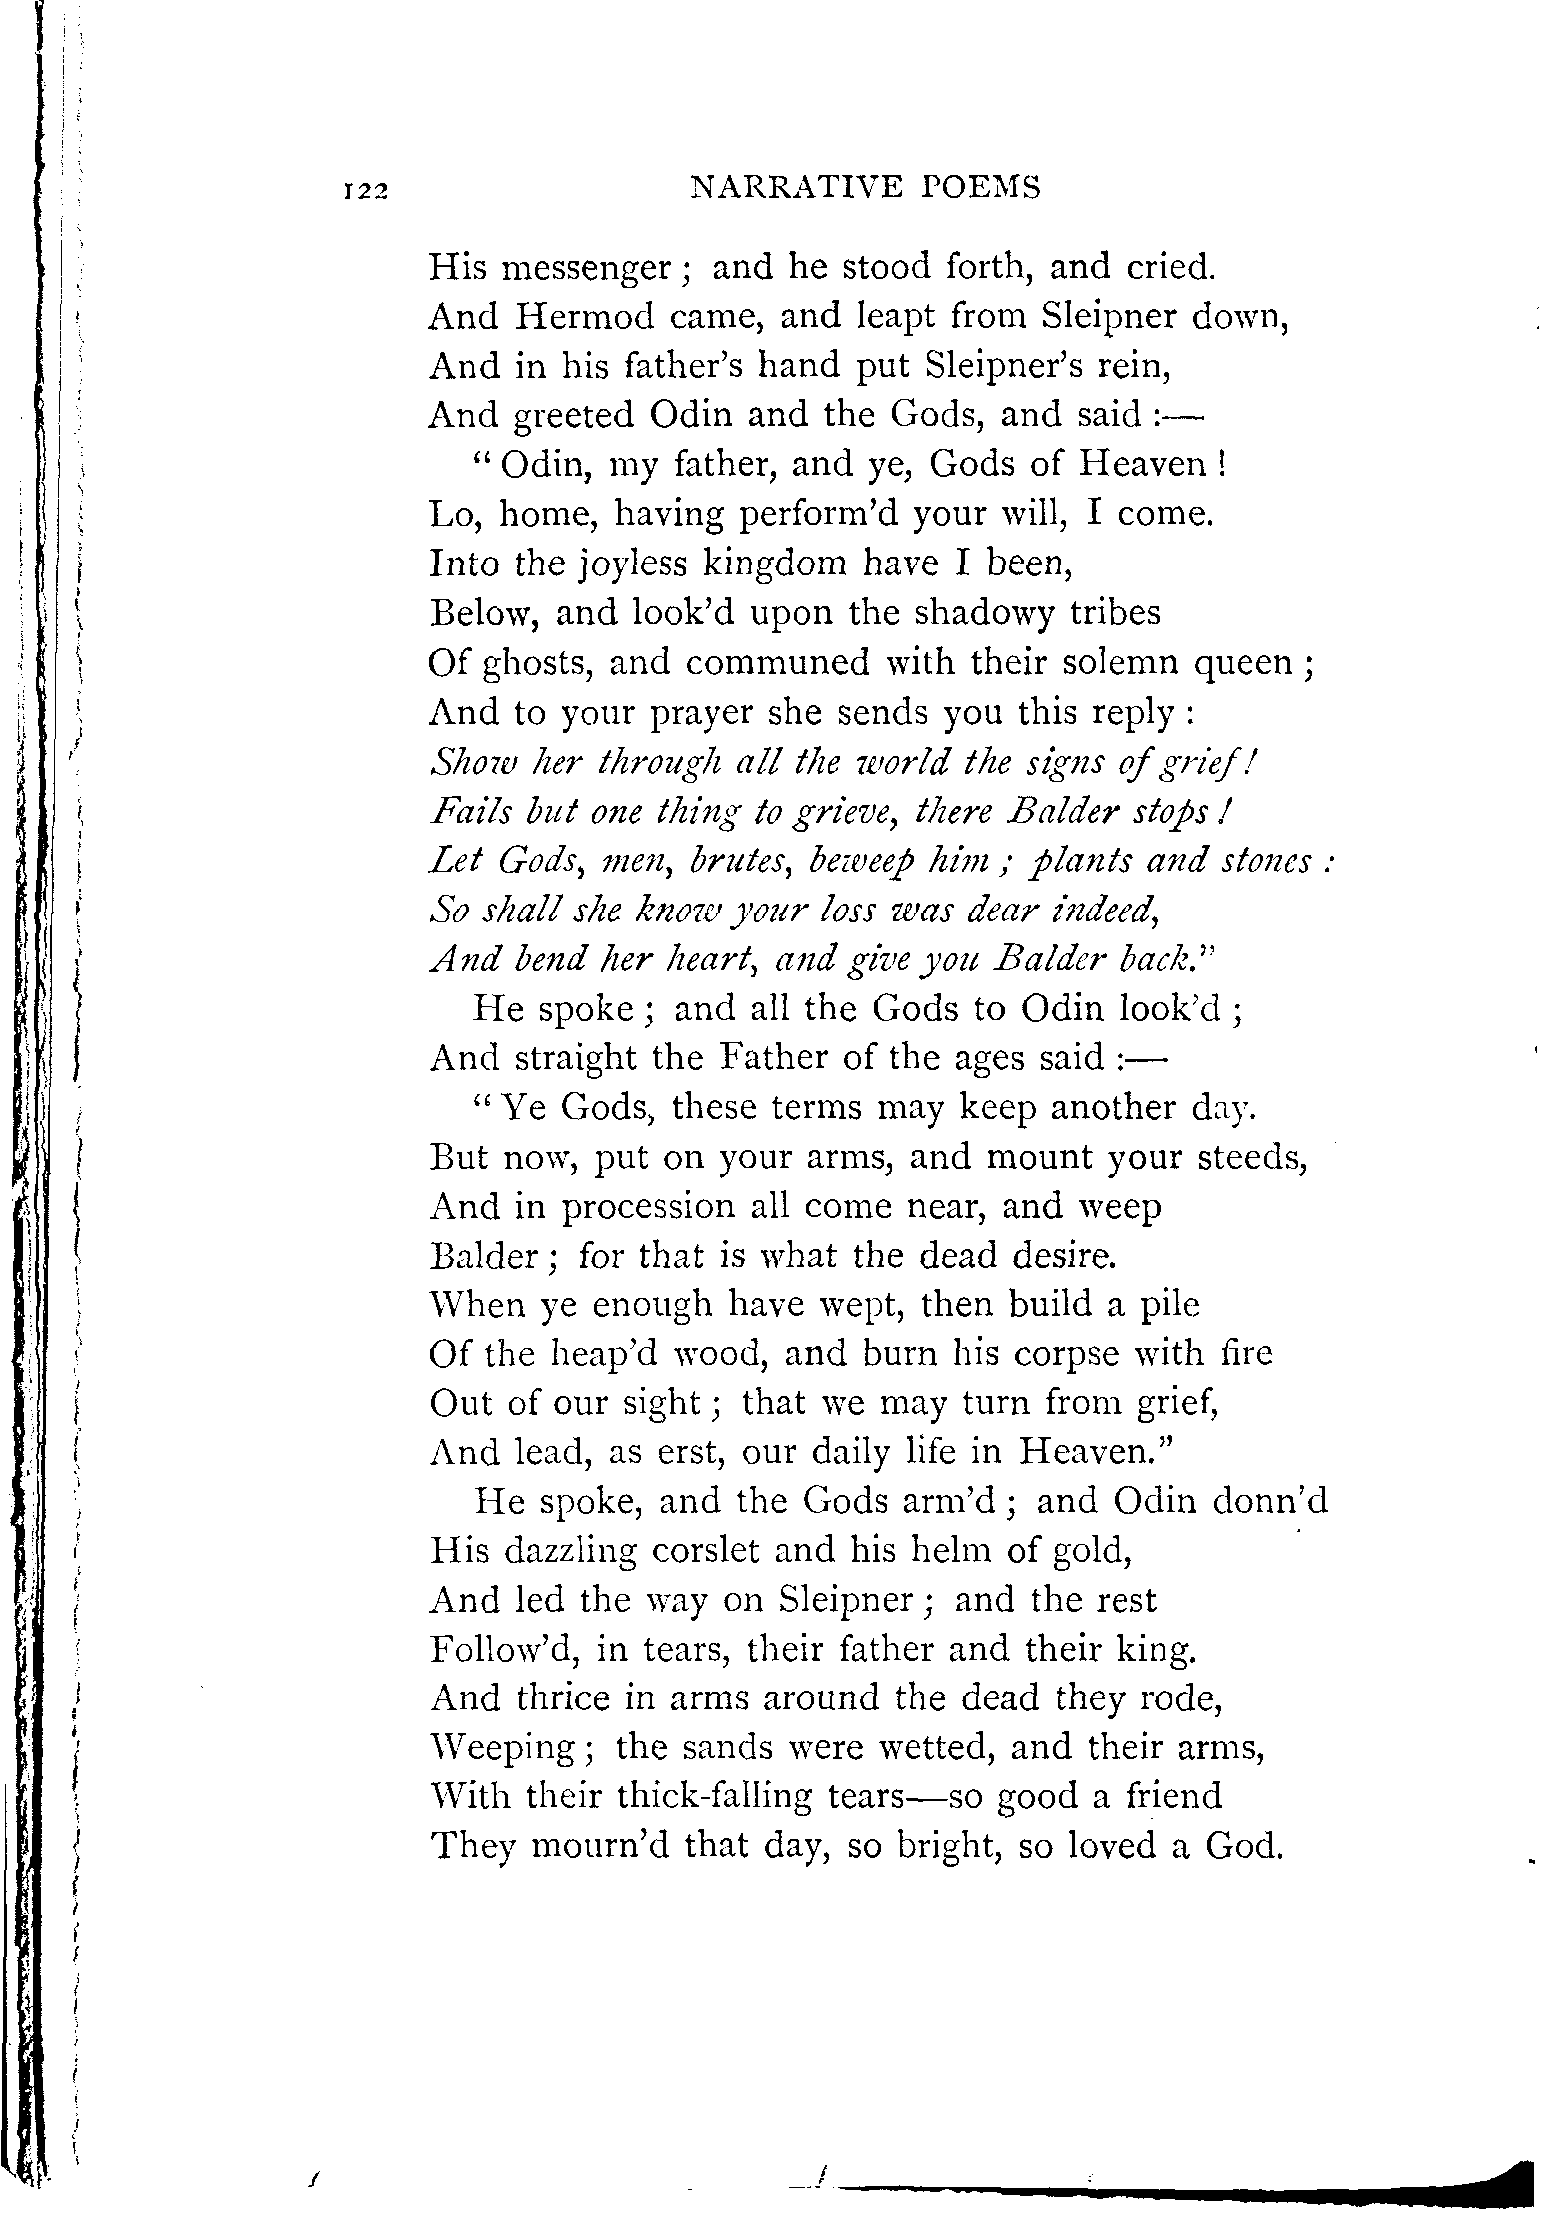 122 NARRATIVE POEMS
His messenger ; and he stood forth, and cried.
And Hermod came, and leapt from Sleipner down,
And in his father's hand put Sleipner's rein,
And greeted Odin and the Gods, and said :—
“ Odin, my father, and ye, Gods of Heaven !
Lo, home, having perform'd your will, I come.
Into the joyless kingdom have I been,
Below, and look'd upon the shadowy tribes
Of ghosts, and communed with their solemn queen ;
And to your prayer she sends you this reply :
Show her through all the world the signs of grief !
Fails but one thing to grieve, there Balder stops !
Let Gods, men, brutes, beweep him ; plants and stones :
So shall she know your loss was dear indeed,
And bend her heart, and give you Balder back.”
He spoke ; and all the Gods to Odin look'd ;
And straight the Father of the ages said :—
“ Ye Gods, these terms may keep another day.
But now, put on your arms, and mount your steeds,
And in procession all come near, and weep
Balder ; for that is what the dead desire.
When ye enough have wept, then build a pile
Of the heap'd wood, and burn his corpse with fire
Out of our sight ; that we may turn from grief,
And lead, as erst, our daily life in Heaven.”
He spoke, and the Gods arm'd ; and Odin donn'd
His dazzling corslet and his helm of gold,
And led the way on Sleipner ; and the rest
Follow'd, in tears, their father and their king.
And thrice in arms around the dead they rode,
Weeping ; the sands were wetted, and their arms,
With their thick-falling tears—so good a friend
They mourn'd that day, so bright, so loved a God.